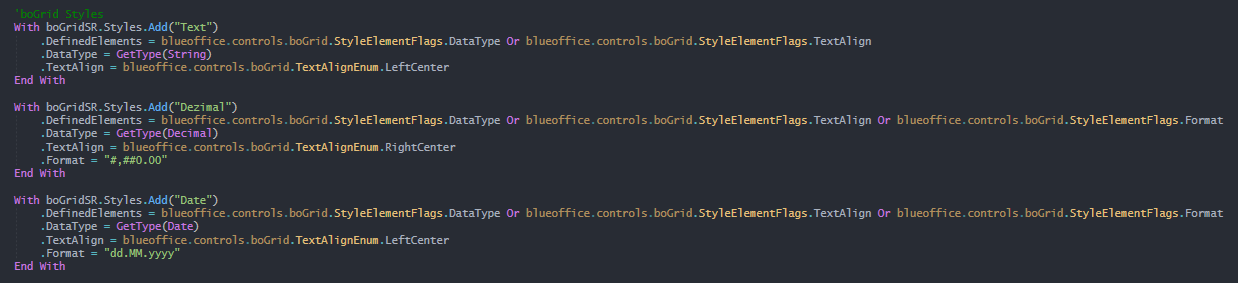 'boGrid Styles
With boGridSR.Styles.Add("Text")
.DefinedElements = blueoffice.controls.boGrid.StyleElementFlags.DataType Or blueoffice.controls.boGrid.StyleElementFlags.TextAlign
.DataType = GetType(String)
.TextAlign = blueoffice.controls.boGrid.TextAlignEnum.LeftCenter
End With
With boGridSR.Styles.Add("Dezimal")
.DefinedElements = blueoffice.controls.boGrid.StyleElementFlags.DataType Or blueoffice.controls.boGrid.StyleElementFlags.TextAlign Or blueoffice.controls.boGrid.StyleElementFlags.Format
.DataType = GetType(Decimal)
.TextAlign = blueoffice.controls.boGrid.TextAlignEnum.RightCenter
.Format = "#,##0.00"
End With
With boGridSR.Styles.Add("Date")
.DefinedElements = blueoffice.controls.boGrid.StyleElementFlags.DataType Or blueoffice.controls.boGrid.StyleElementFlags.TextAlign Or blueoffice.controls.boGrid.StyleElementFlags.Format
.DataType = GetType(Date)
.TextAlign = blueoffice.controls.boGrid.TextAlignEnum.LeftCenter
.Format = "dd.MM.yyyy"
End With